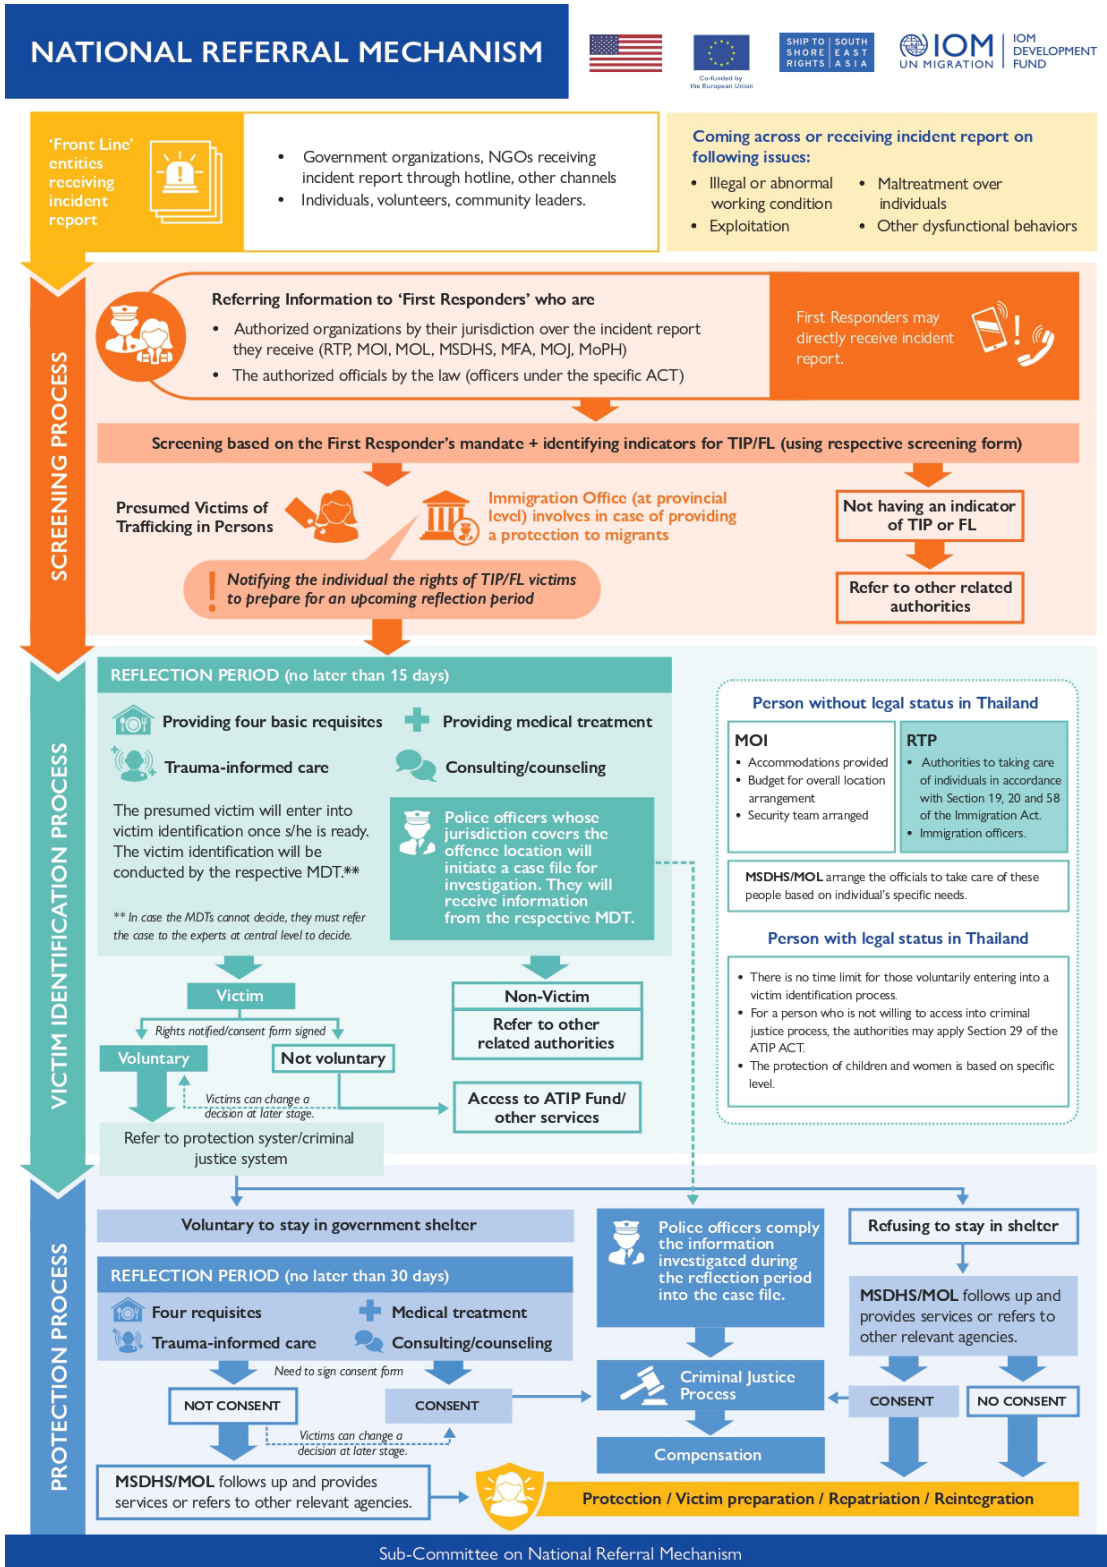 NATIONAL REFERRAL MECHANISM
Co-funded by
the European Union
SHIP TO SOUTH
SHORE EAST
RIGHTS ASIA
IOM
UN MIGRATION
IOM
DEVELOPMENT
FUND
'Front Line'
entities
receiving
incident
report
• Government organizations, NGOs receiving
incident report through hotline, other channels
• Individuals, volunteers, community leaders.
Coming across or receiving incident report on
following issues:
• Illegal or abnormal
working condition
• Exploitation
• Maltreatment over
individuals
• Other dysfunctional behaviors
SCREENING PROCESS
Referring Information to 'First Responders' who are
• Authorized organizations by their jurisdiction over the incident report
they receive (RTP, MOI, MOL, MSDHS, MFA, MOJ, MoPH)
• The authorized officials by the law (officers under the specific ACT)
First Responders may
directly receive incident
report.
Screening based on the First Responder's mandate + identifying indicators for TIP/FL (using respective screening form)
Presumed Victims of
Trafficking in Persons
Immigration Office (at provincial
level) involves in case of providing
a protection to migrants
Not having an indicator
of TIP or FL
Notifying the individual the rights of TIP/FL victims
to prepare for an upcoming reflection period
Refer to other related
authorities
VICTIM IDENTIFICATION PROCESS
REFLECTION PERIOD (no later than 15 days)
Providing four basic requisites
Providing medical treatment
Trauma-informed care
Consulting/counseling
The presumed victim will enter into
victim identification once s/he is ready.
The victim identification will be
conducted by the respective MDT.**
** In case the MDTs cannot decide, they must refer
the case to the experts at central level to decide.
Police officers whose
jurisdiction covers the
offence location will
initiate a case file for
investigation. They will
receive information
from the respective MDT.
Person without legal status in Thailand
MOI
• Accommodations provided
• Budget for overall location
arrangement
• Security team arranged
RTP
• Authorities to taking care
of individuals in accordance
with Section 19, 20 and 58
of the Immigration Act.
• Immigration officers.
MSDHS/MOL arrange the officials to take care of these
people based on individual's specific needs.
Person with legal status in Thailand
• There is no time limit for those voluntarily entering into a
victim identification process.
• For a person who is not willing to access into criminal
justice process, the authorities may apply Section 29 of the
ATIP ACT.
• The protection of children and women is based on specific
level.
Victim
Rights notified/consent form signed
Voluntary
Not voluntary
Victims can change a
decision at later stage.
Non-Victim
Refer to other
related authorities
Access to ATIP Fund/
other services
Refer to protection syster/criminal
justice system
PROTECTION PROCESS
Voluntary to stay in government shelter
REFLECTION PERIOD (no later than 30 days)
Four requisites
Medical treatment
Trauma-informed care
Consulting/counseling
Need to sign consent form
NOT CONSENT
CONSENT
Victims can change a
decision at later stage.
MSDHS/MOL follows up and provides
services or refers to other relevant agencies.
Police officers comply
the information
investigated during
the reflection period
into the case file.
Criminal Justice
Process
Compensation
Refusing to stay in shelter
MSDHS/MOL follows up and
provides services or refers to
other relevant agencies.
CONSENT
NO CONSENT
Protection / Victim preparation / Repatriation / Reintegration
Sub-Committee on National Referral Mechanism